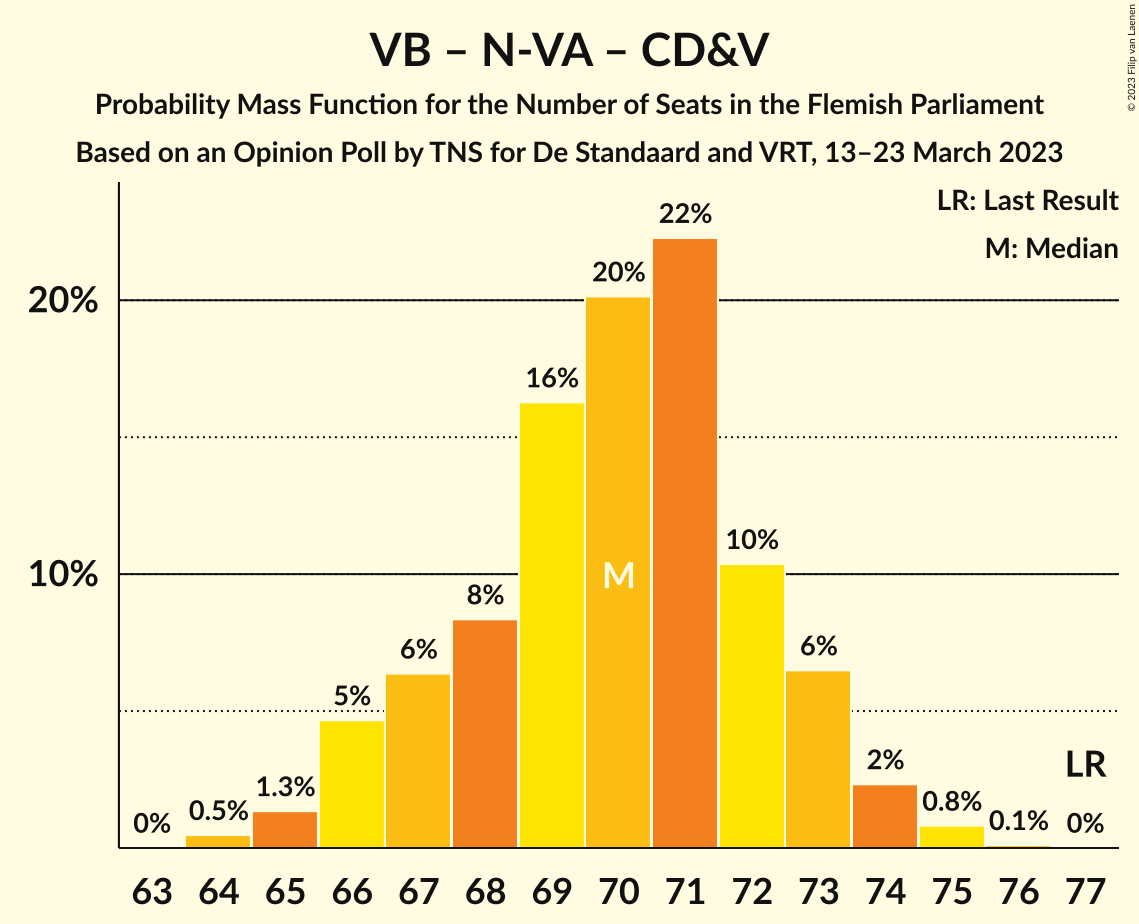 VB – N-VA – CD&V
Probability Mass Function for the Number of Seats in the Flemish Parliament
Based on an Opinion Poll by TNS for De Standaard and VRT, 13–23 March 2023
© 2023 Filip van Laenen
LR: Last Result
M: Median
20%
10%
0%
0.5%
1.3%
5%
6%
8%
16%
20%
22%
10%
6%
2%
0.8%
0.1%
0%
M
LR
63 64 65 66 67 68 69 70 71 72 73 74 75 76 77